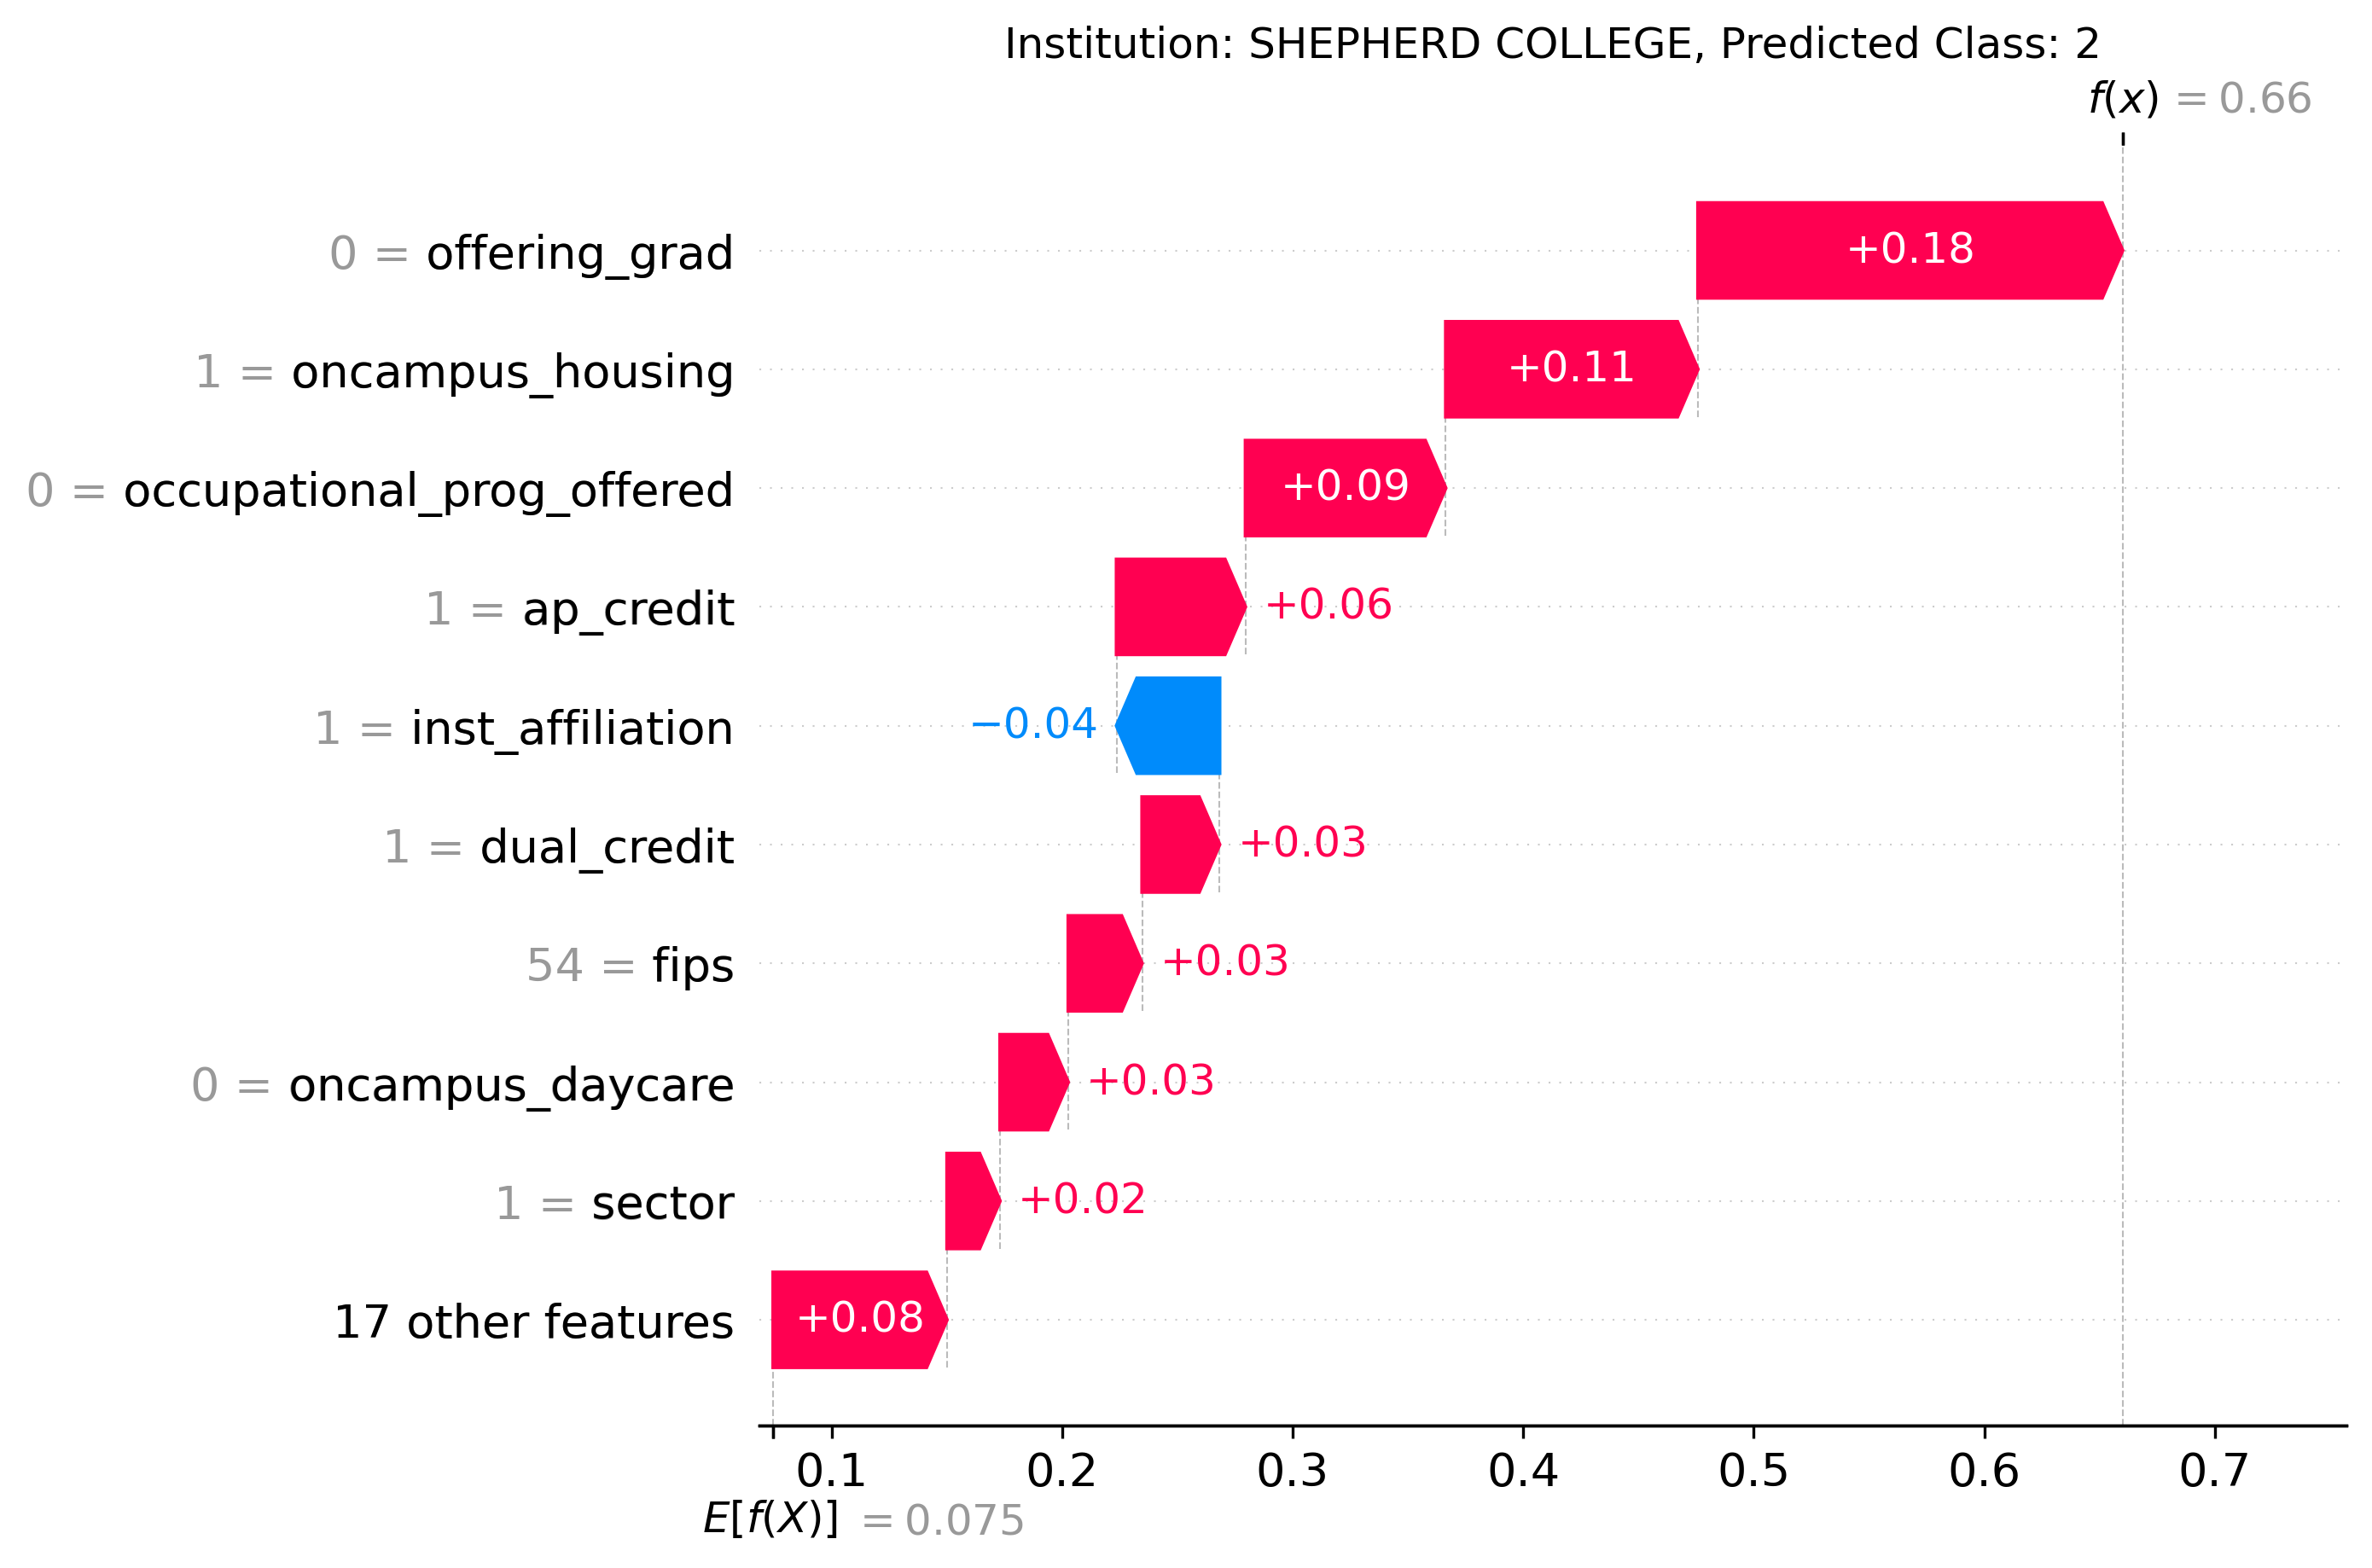 Institution: SHEPHERD COLLEGE, Predicted Class: 2
f(x) = 0.66
0 = offering_grad +0.18
1 = oncampus_housing +0.11
0 = occupational_prog_offered +0.09
1 = ap_credit +0.06
1 = inst_affiliation −0.04
1 = dual_credit +0.03
54 = fips +0.03
0 = oncampus_daycare +0.03
1 = sector +0.02
17 other features +0.08
0.1 0.2 0.3 0.4 0.5 0.6 0.7
E[f(X)] = 0.075